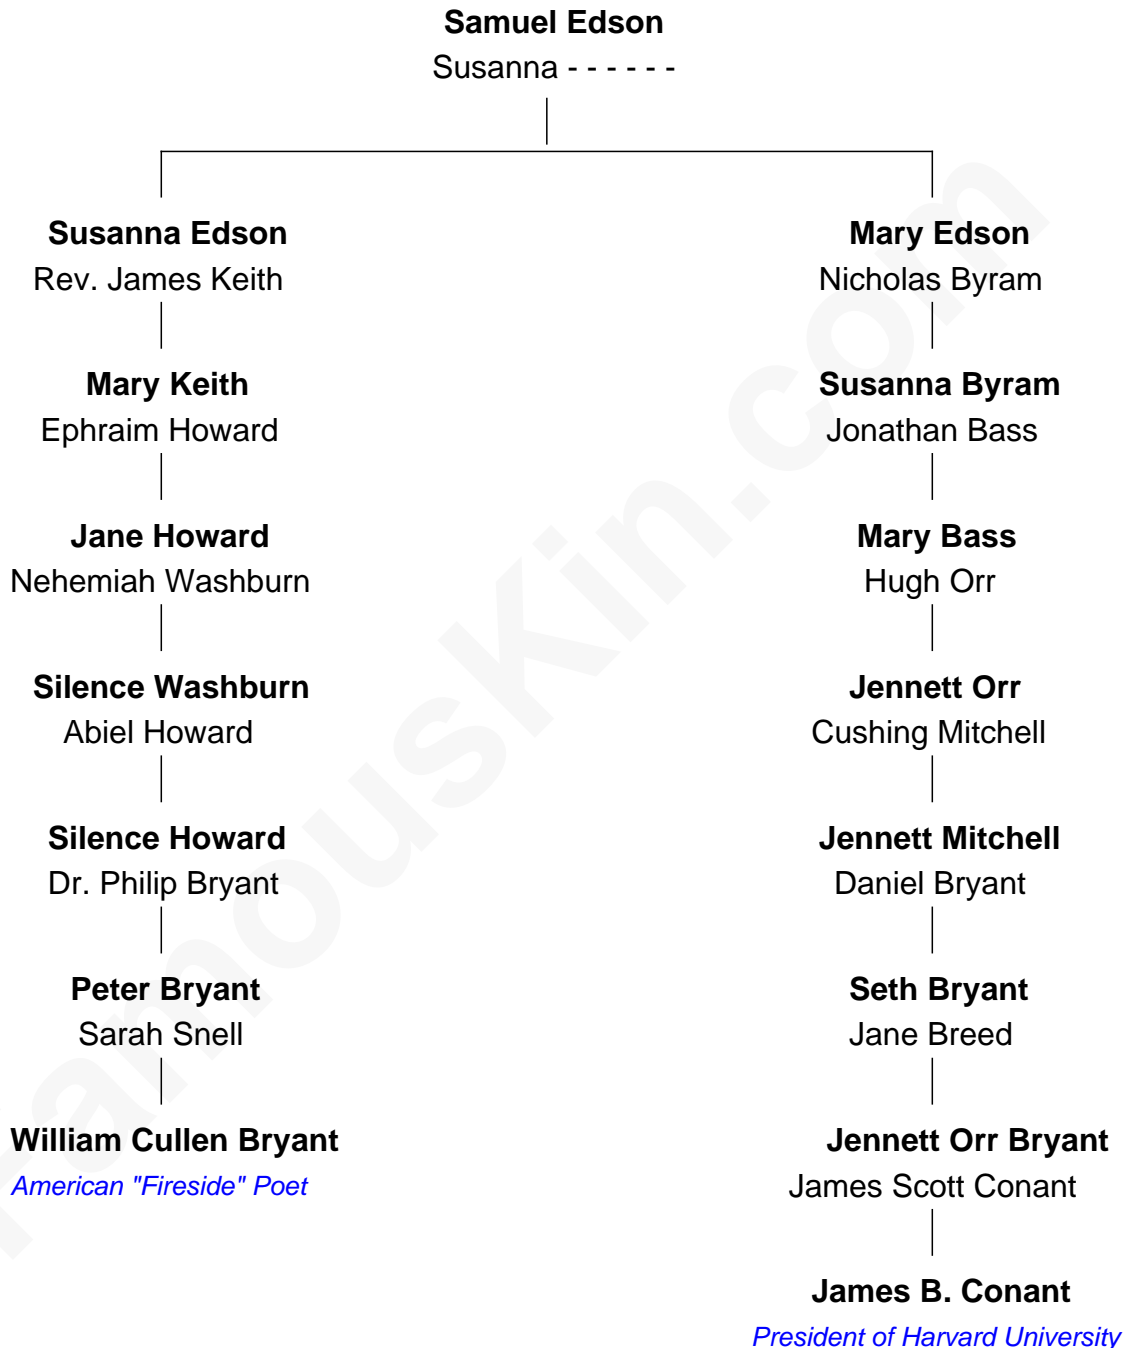 Samuel Edson
Susanna - - - - - -
Susanna Edson
Rev. James Keith
Mary Keith
Ephraim Howard
Jane Howard
Nehemiah Washburn
Silence Washburn
Abiel Howard
Silence Howard
Dr. Philip Bryant
Peter Bryant
Sarah Snell
William Cullen Bryant
American "Fireside" Poet
Mary Edson
Nicholas Byram
Susanna Byram
Jonathan Bass
Mary Bass
Hugh Orr
Jennett Orr
Cushing Mitchell
Jennett Mitchell
Daniel Bryant
Seth Bryant
Jane Breed
Jennett Orr Bryant
James Scott Conant
James B. Conant
President of Harvard University
FamousKin.com